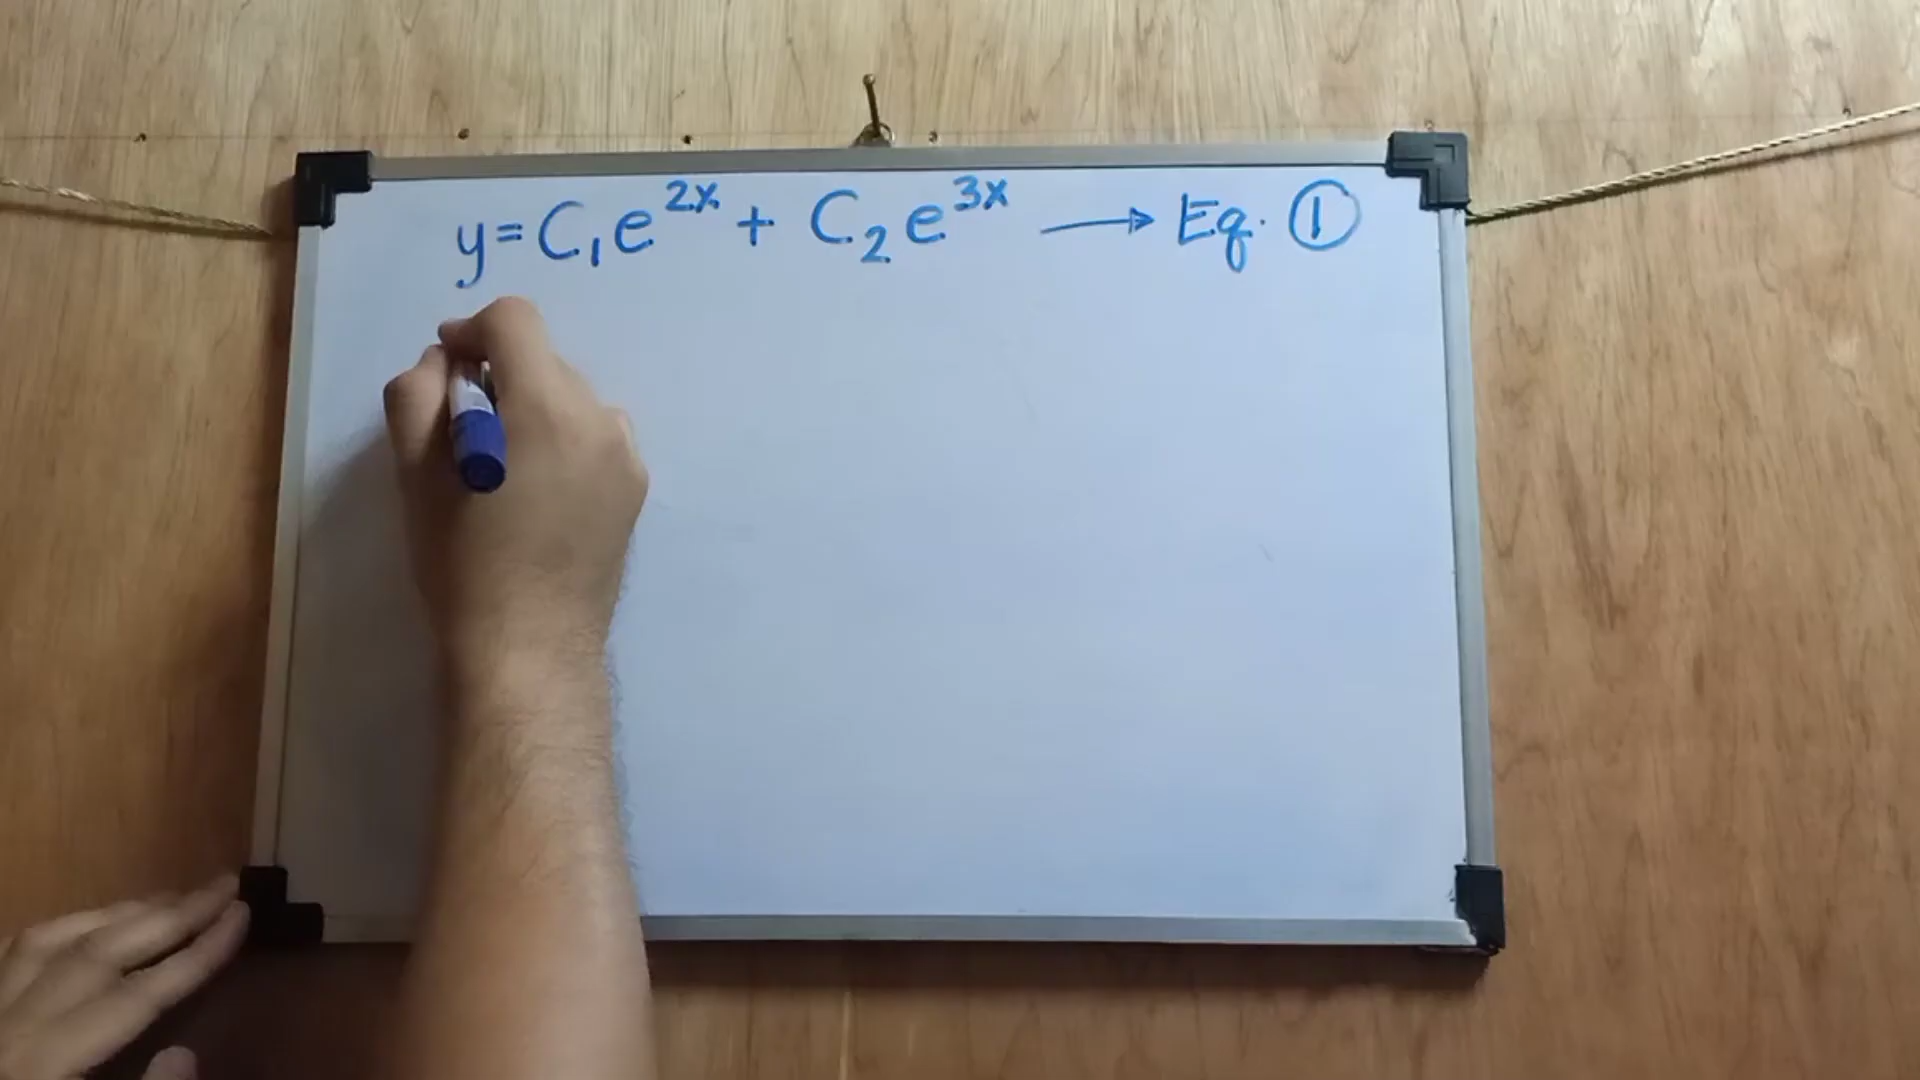 y = C₁e^{2x} + C₂e^{3x} ⟶ Eq. ①